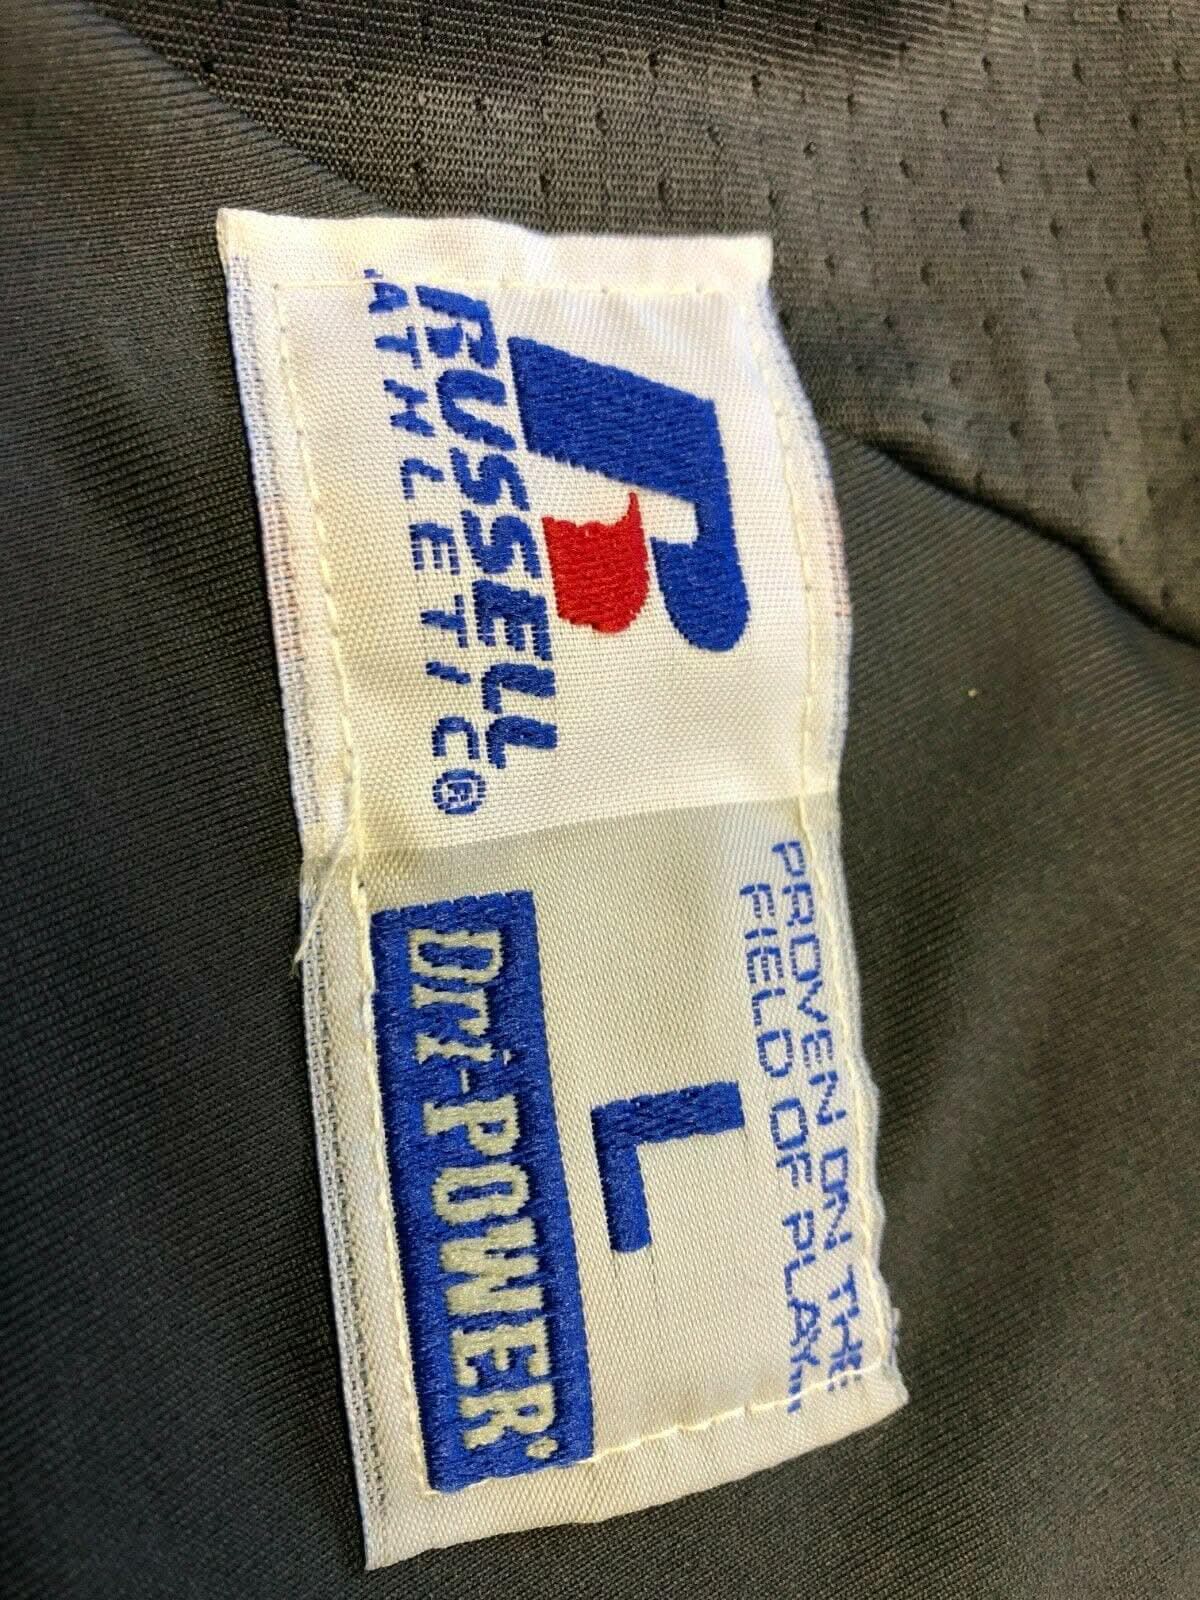 RUSSELL
ATHLETIC®
PROVEN ON THE
FIELD OF PLAY...
L
Dri-POWER